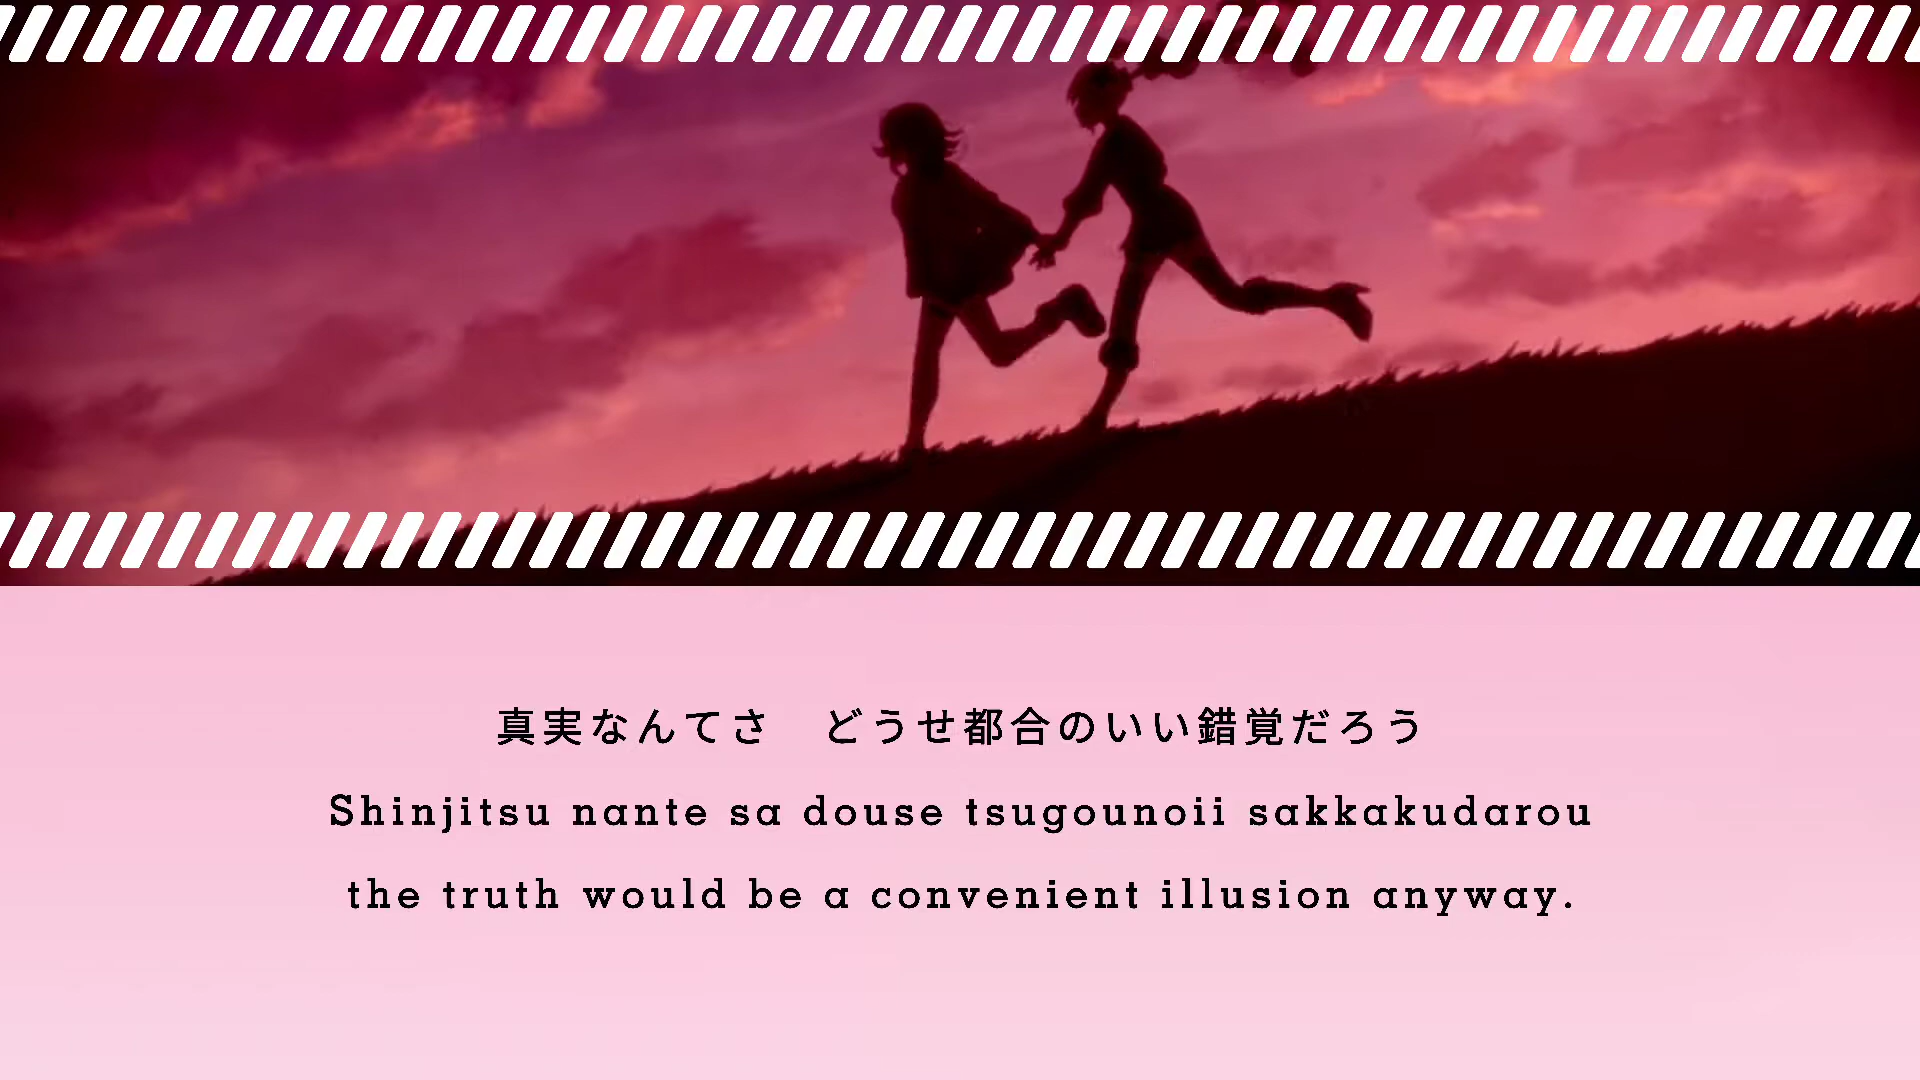 真実なんてさ　どうせ都合のいい錯覚だろう
Shinjitsu nante sa douse tsugounoii sakkakudarou
the truth would be a convenient illusion anyway.